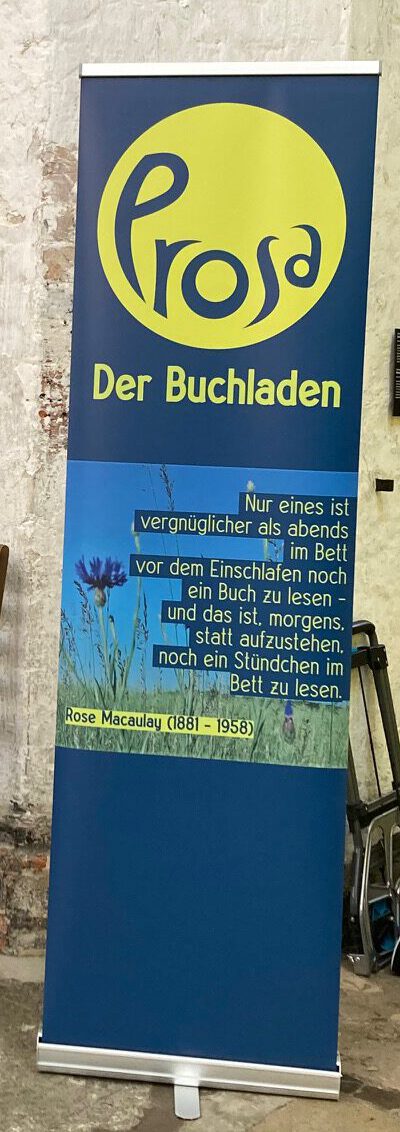 Prosa
Der Buchladen
Nur eines ist
vergnüglicher als abends
im Bett
vor dem Einschlafen noch
ein Buch zu lesen -
und das ist, morgens,
statt aufzustehen,
noch ein Stündchen im
Bett zu lesen.
Rose Macaulay (1881 - 1958)